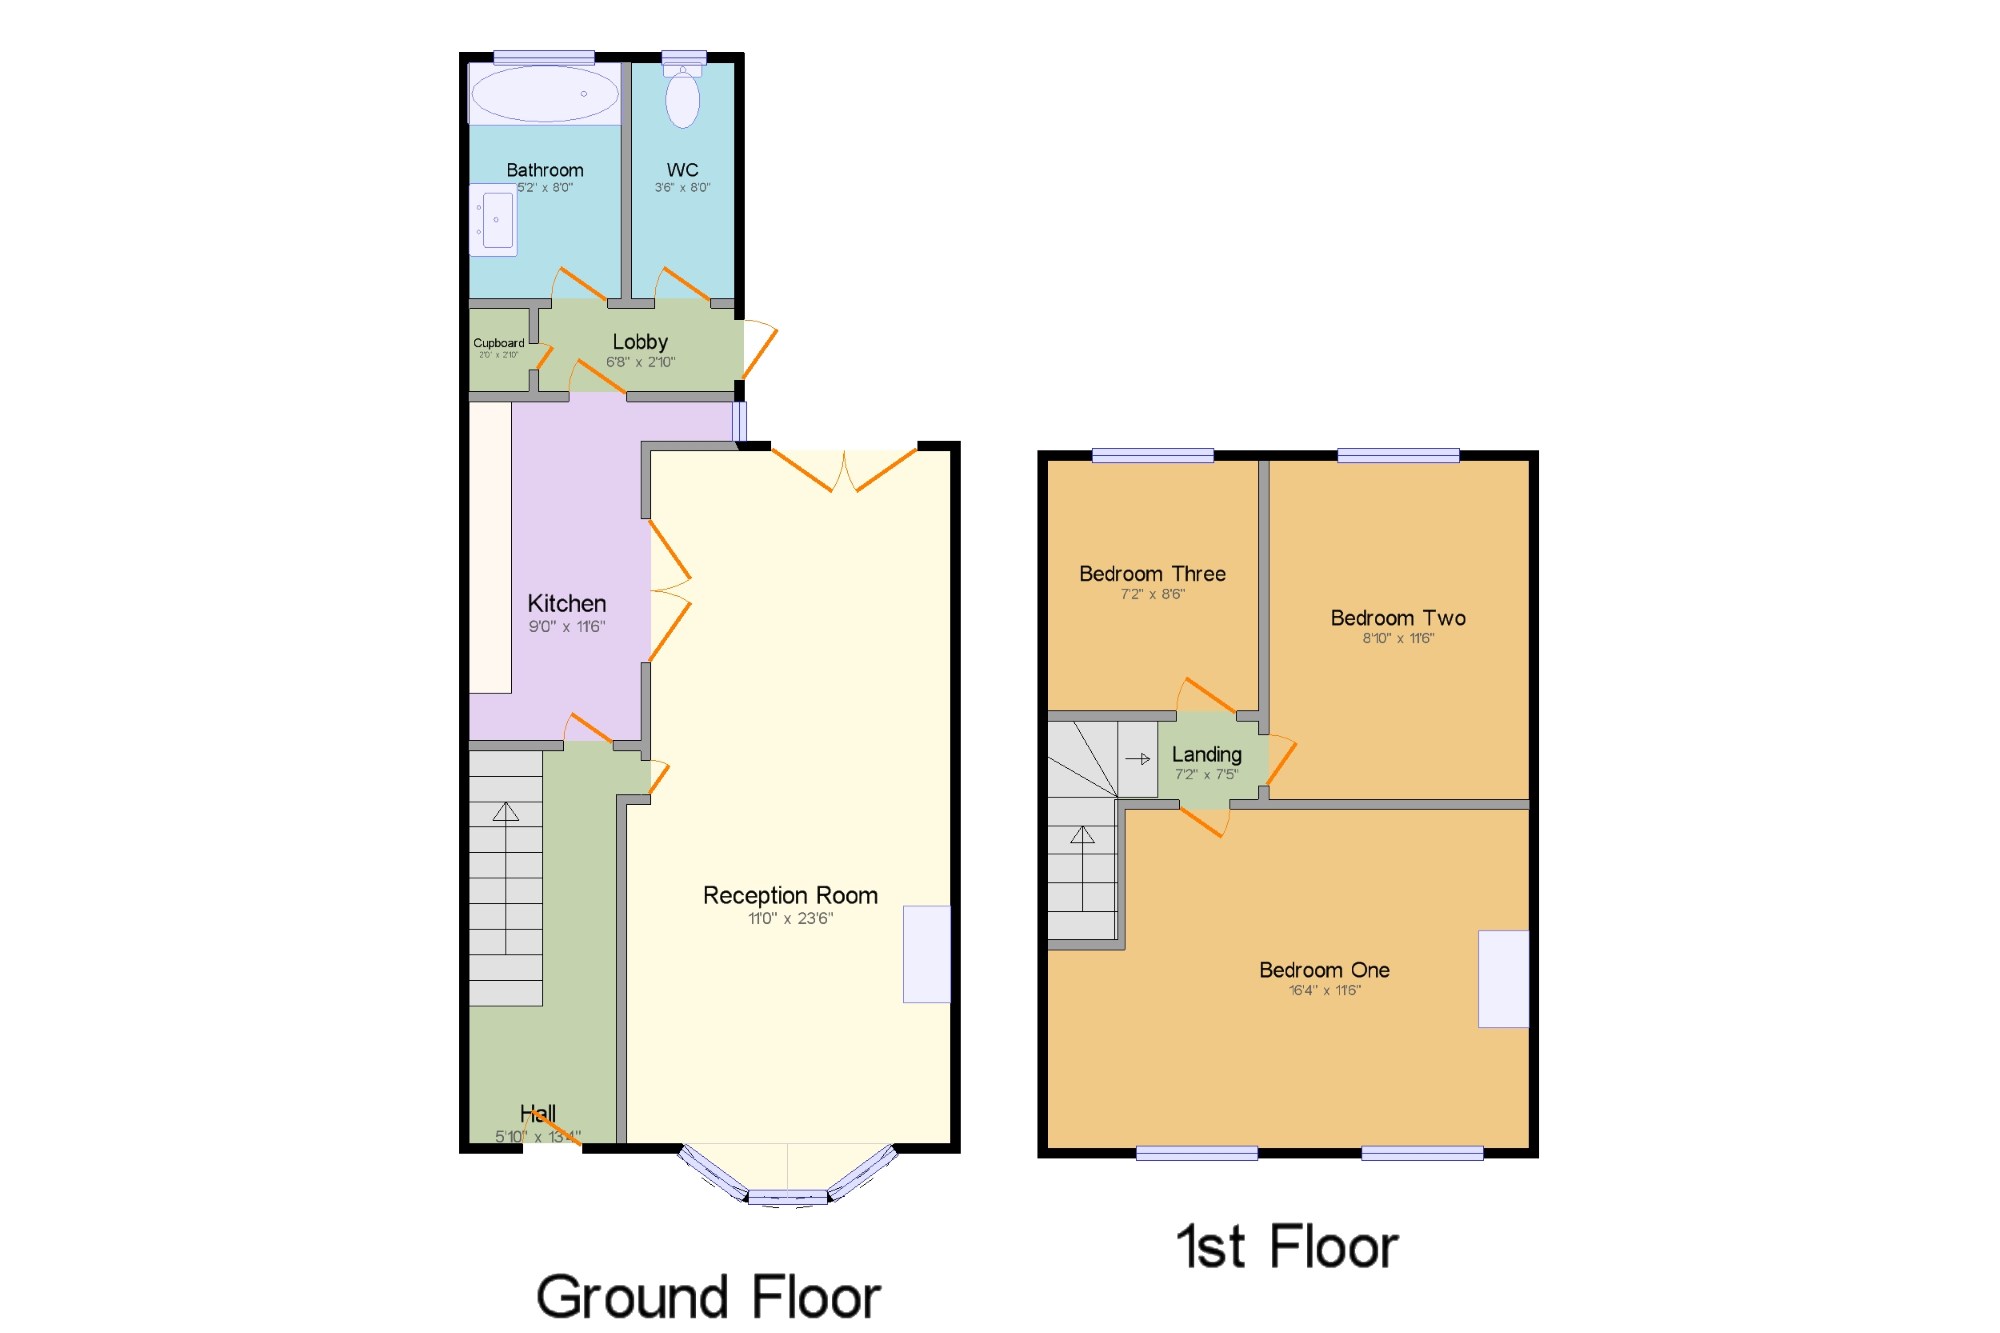 Bathroom
5'2" x 8'0"
WC
3'6" x 8'0"
Cupboard
2'0" x 2'10"
Lobby
6'8" x 2'10"
Kitchen
9'0" x 11'6"
Reception Room
11'0" x 23'6"
Hall
5'10" x 13'4"
Ground Floor
Bedroom Three
7'2" x 8'6"
Bedroom Two
8'10" x 11'6"
Landing
7'2" x 7'5"
Bedroom One
16'4" x 11'6"
1st Floor